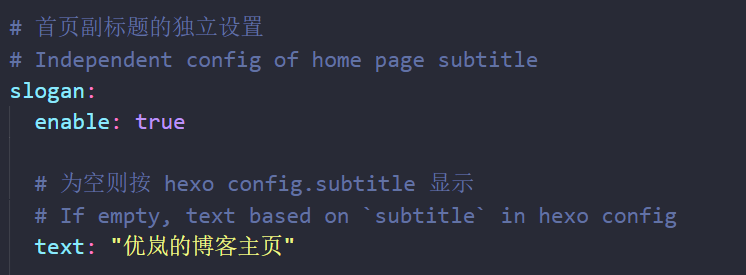 # 首页副标题的独立设置
# Independent config of home page subtitle
slogan:
enable: true
# 为空则按 hexo config.subtitle 显示
# If empty, text based on `subtitle` in hexo config
text: "优岚的博客主页"